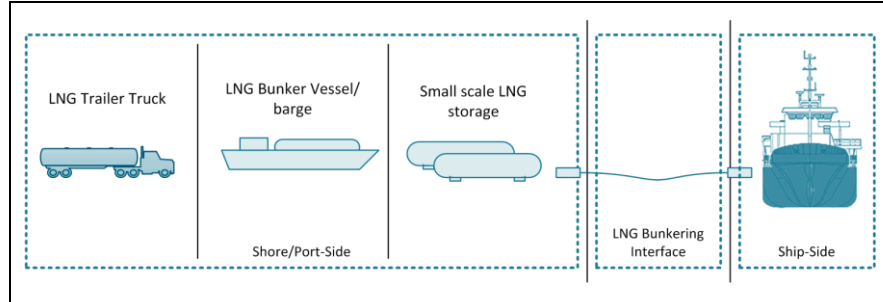 LNG Trailer Truck
LNG Bunker Vessel/
barge
Small scale LNG
storage
Shore/Port-Side
LNG Bunkering
Interface
Ship-Side